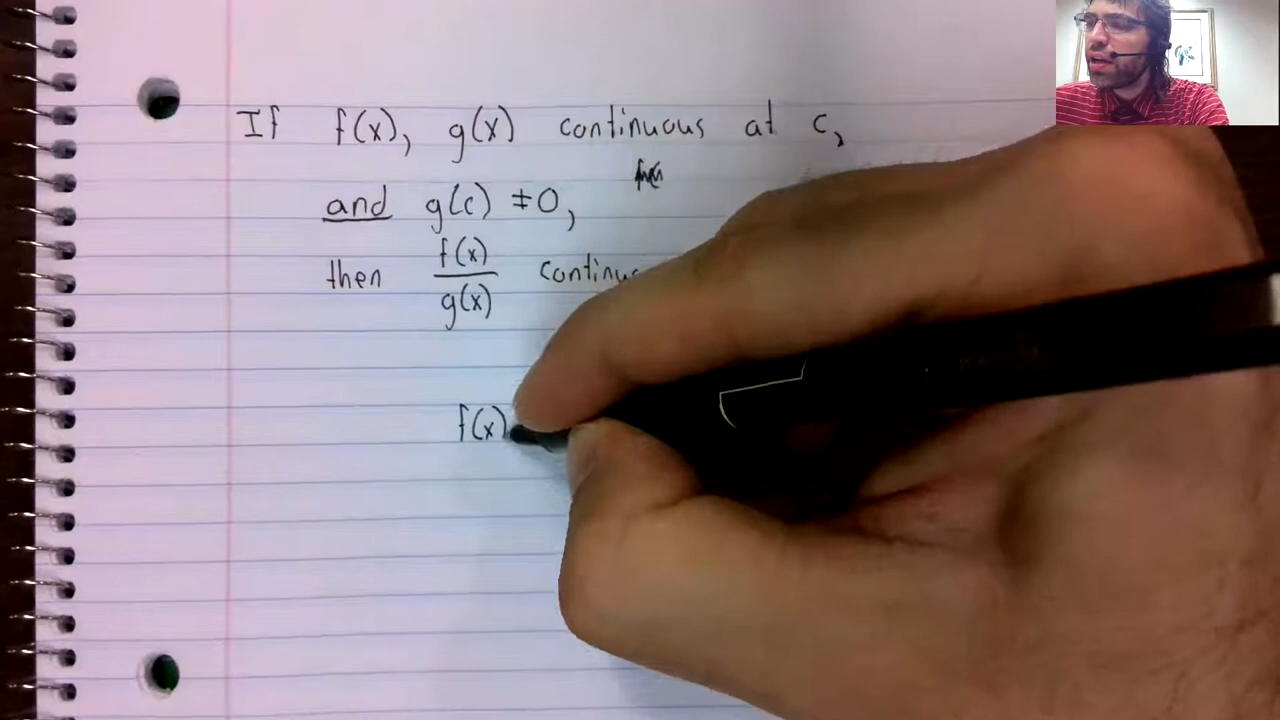 If f(x), g(x) continuous at c,
and g(c) ≠ 0,
then f(x)
g(x)
f(x)